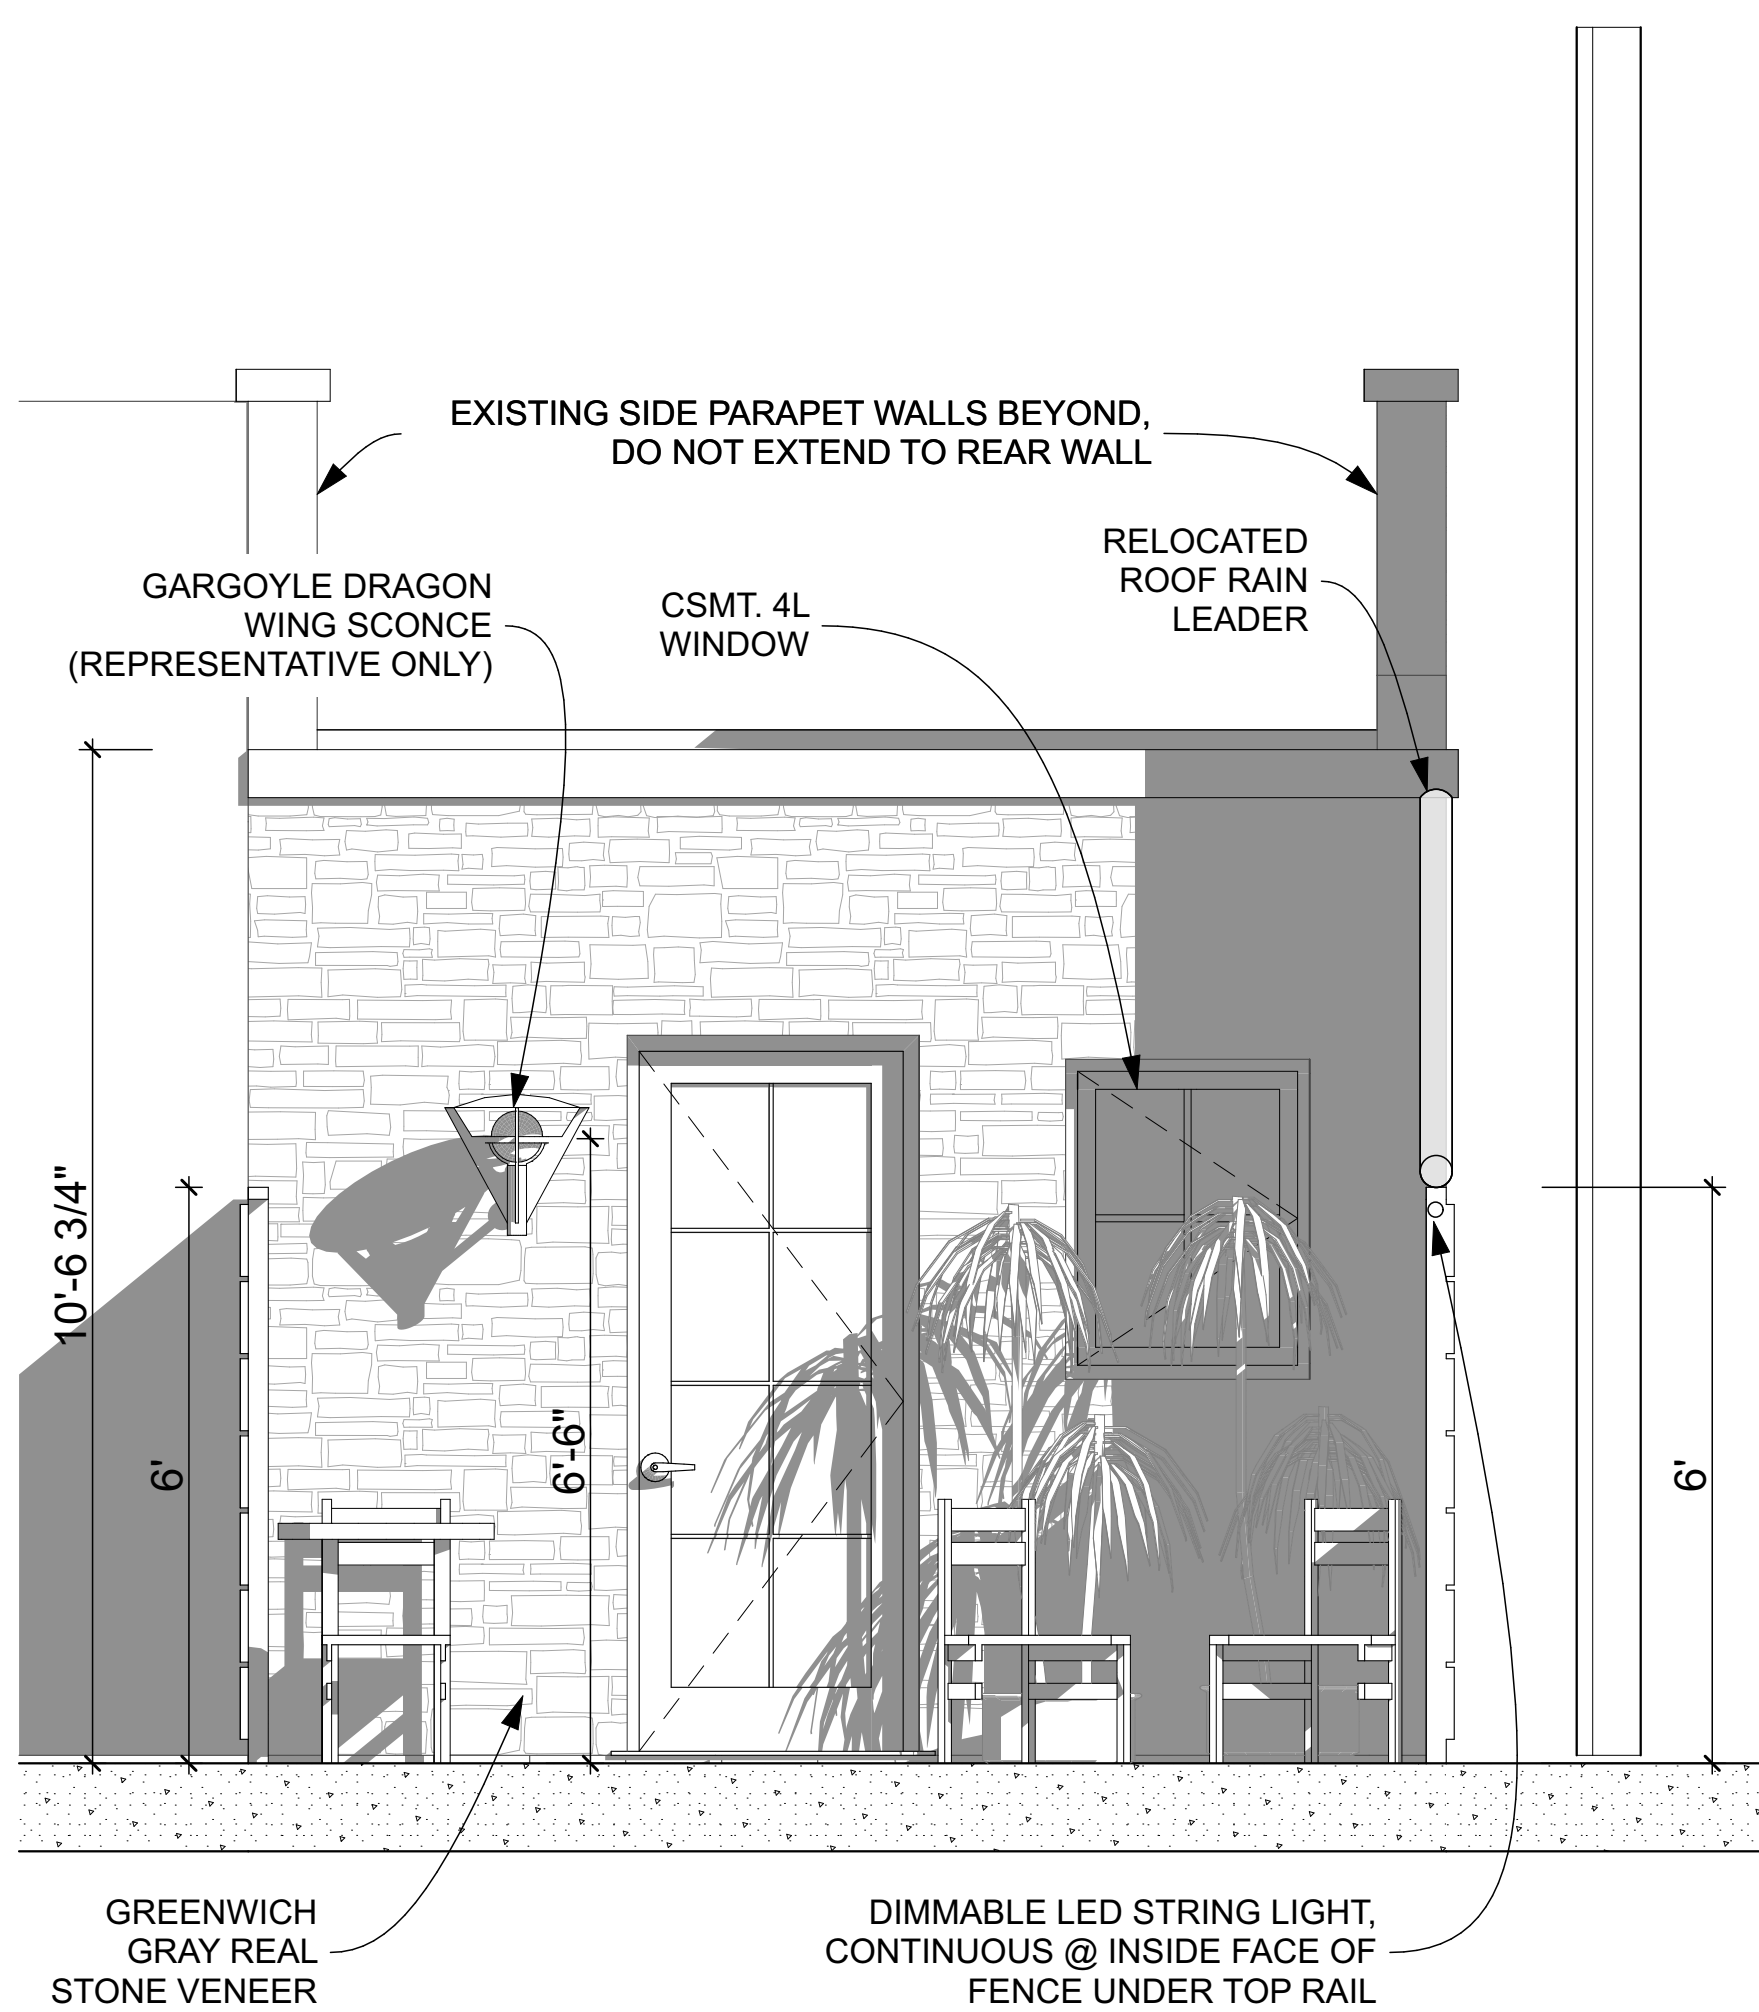 EXISTING SIDE PARAPET WALLS BEYOND,
DO NOT EXTEND TO REAR WALL
RELOCATED
ROOF RAIN
LEADER
GARGOYLE DRAGON
WING SCONCE
(REPRESENTATIVE ONLY)
CSMT. 4L
WINDOW
10'-6 3/4"
6'
6'-6"
6'
GREENWICH
GRAY REAL
STONE VENEER
DIMMABLE LED STRING LIGHT,
CONTINUOUS @ INSIDE FACE OF
FENCE UNDER TOP RAIL